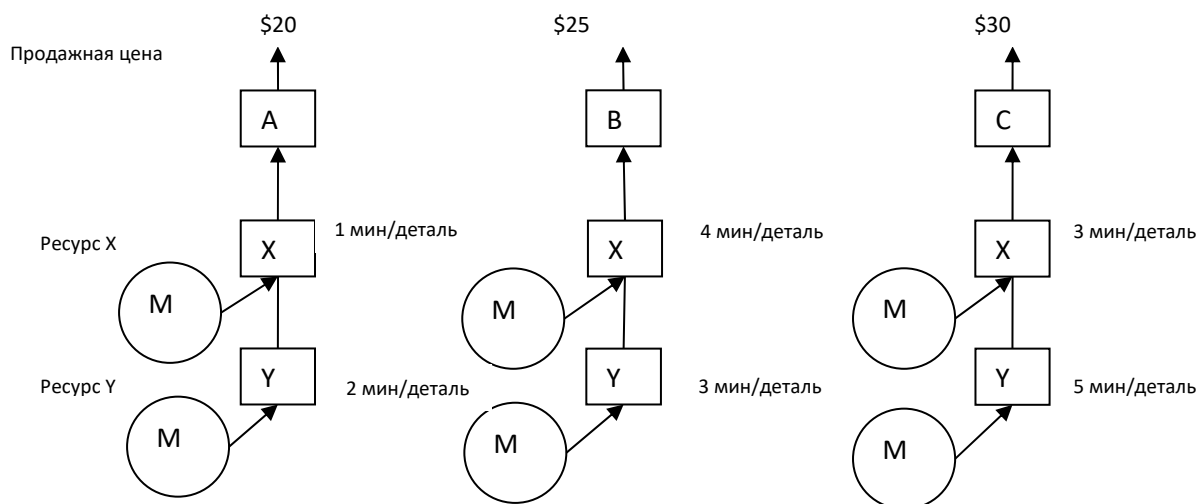 $20 $25 $30
Продажная цена
A B C
1 мин/деталь 4 мин/деталь 3 мин/деталь
Ресурс X X X X
M M M
Ресурс Y Y Y Y
2 мин/деталь 3 мин/деталь 5 мин/деталь
M M M